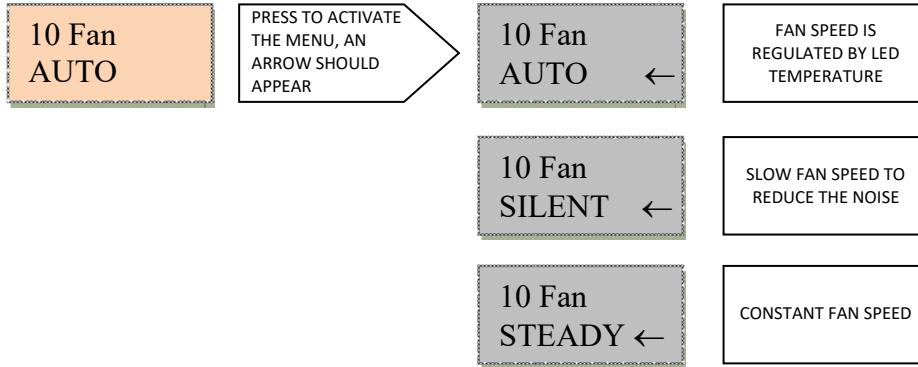 10 Fan
AUTO
PRESS TO ACTIVATE
THE MENU, AN
ARROW SHOULD
APPEAR
10 Fan
AUTO ←
FAN SPEED IS
REGULATED BY LED
TEMPERATURE
10 Fan
SILENT ←
SLOW FAN SPEED TO
REDUCE THE NOISE
10 Fan
STEADY ←
CONSTANT FAN SPEED